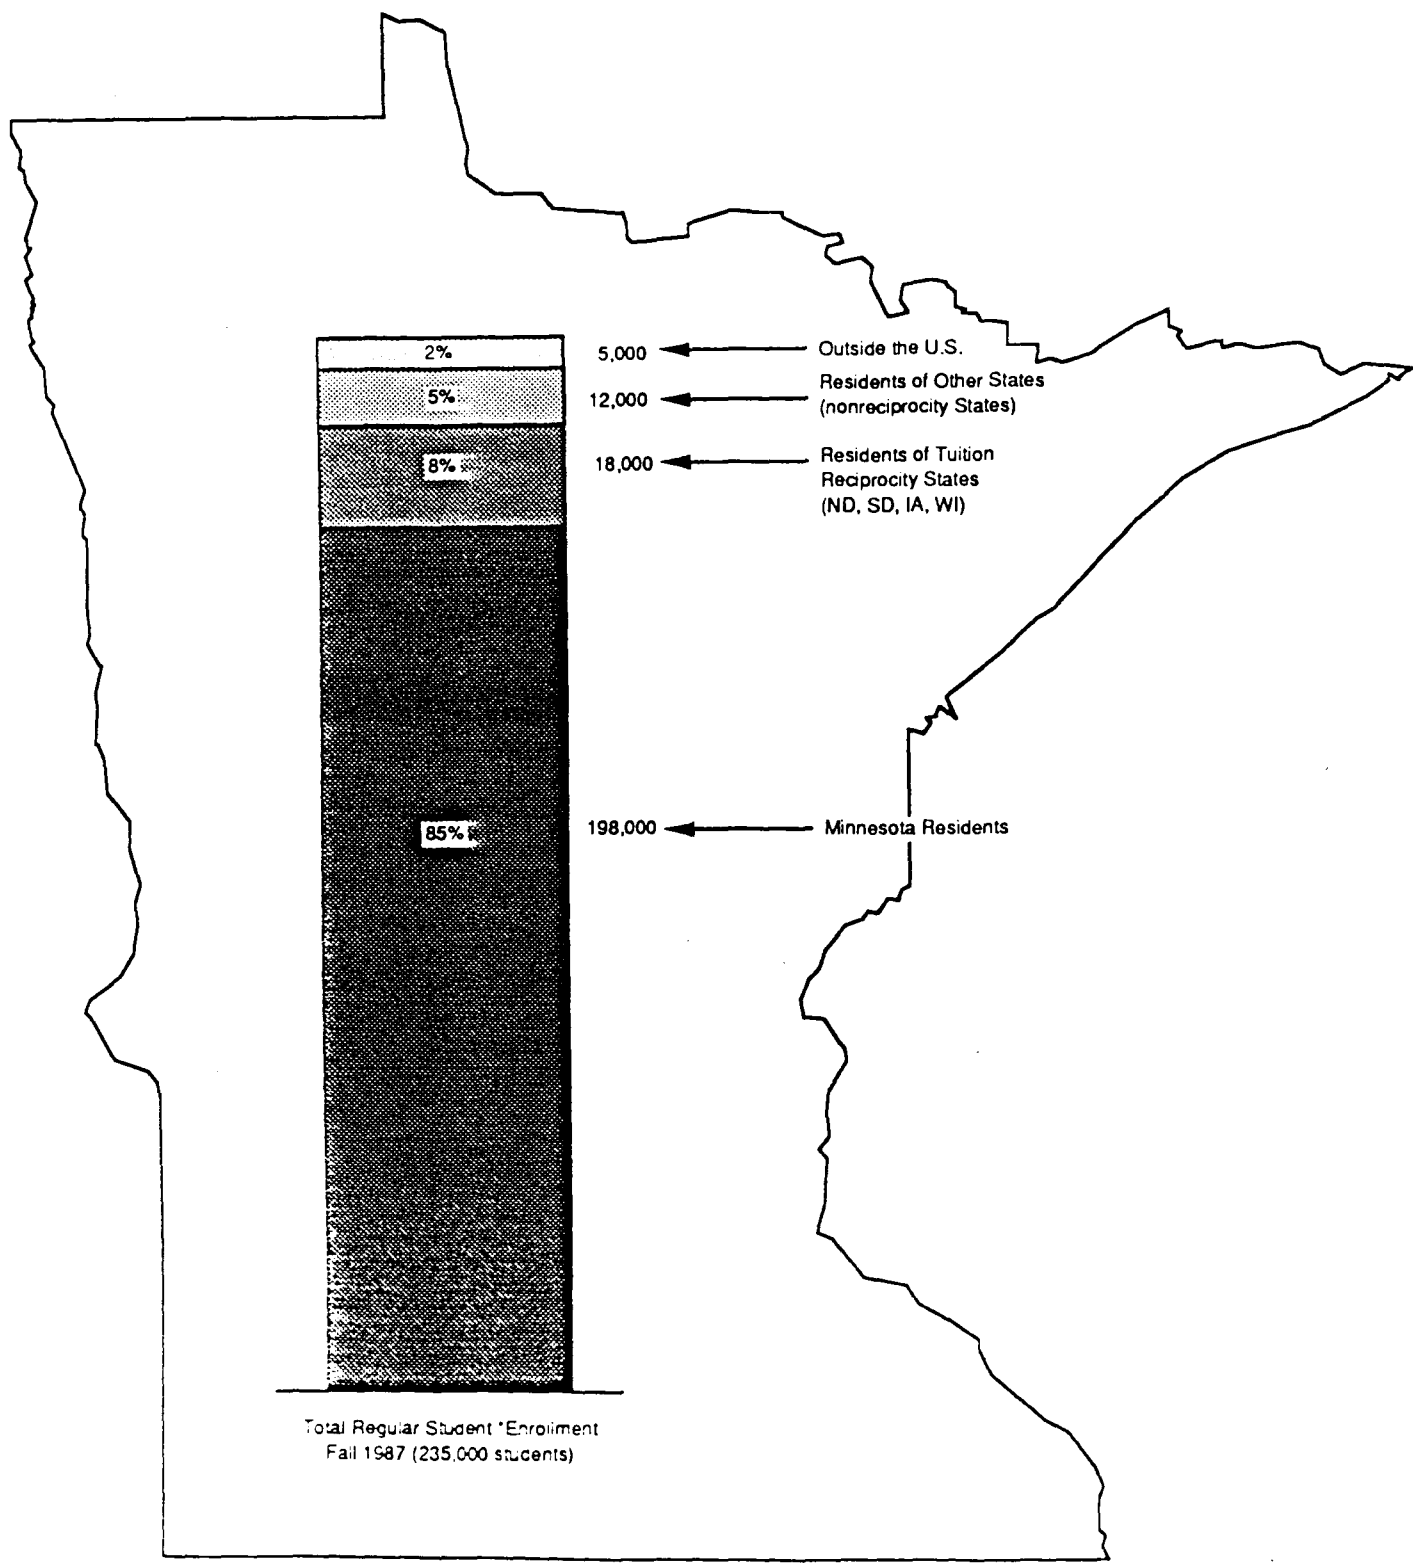 2%
5,000
Outside the U.S.
5%
12,000
Residents of Other States
(nonreciprocity States)
8%
18,000
Residents of Tuition
Reciprocity States
(ND, SD, IA, WI)
85%
198,000
Minnesota Residents
Total Regular Student *Enrollment
Fall 1987 (235,000 students)